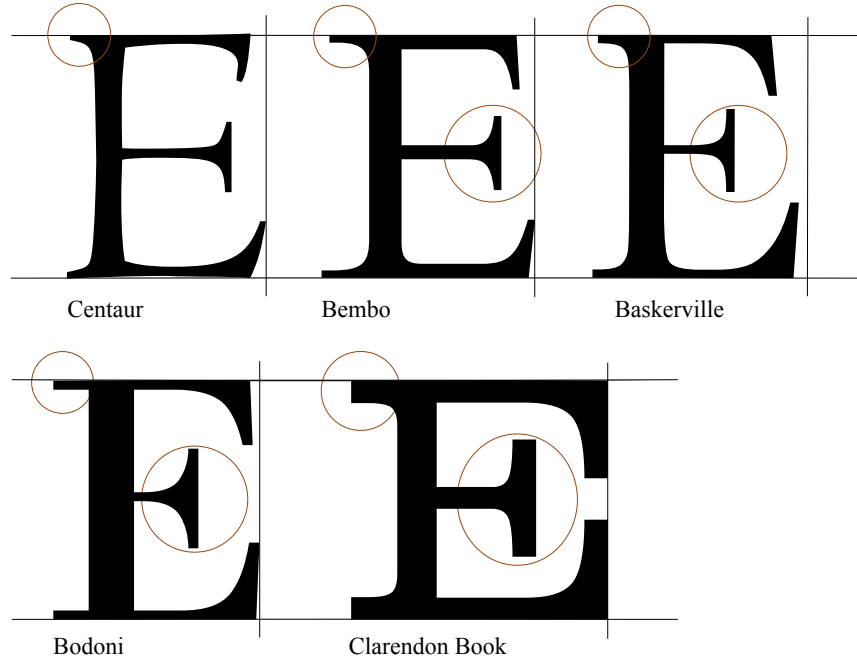 E E E
Centaur Bembo Baskerville
E E
Bodoni Clarendon Book